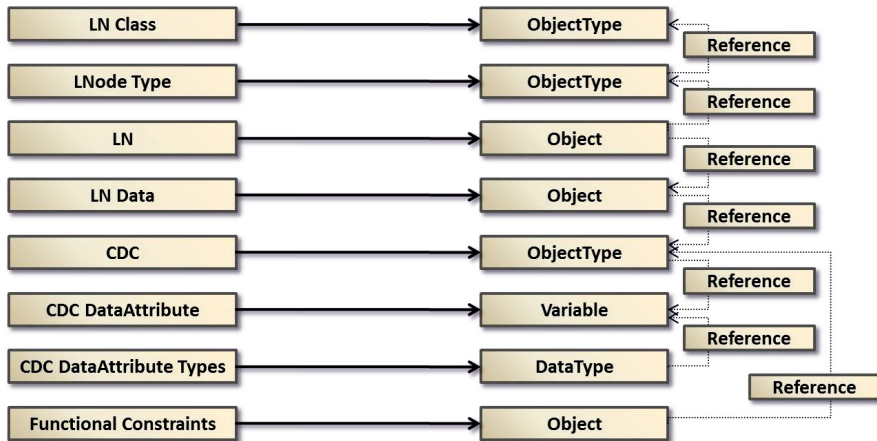 LN Class
ObjectType
Reference
LNode Type
ObjectType
Reference
LN
Object
Reference
LN Data
Object
Reference
CDC
ObjectType
Reference
CDC DataAttribute
Variable
Reference
CDC DataAttribute Types
DataType
Reference
Functional Constraints
Object